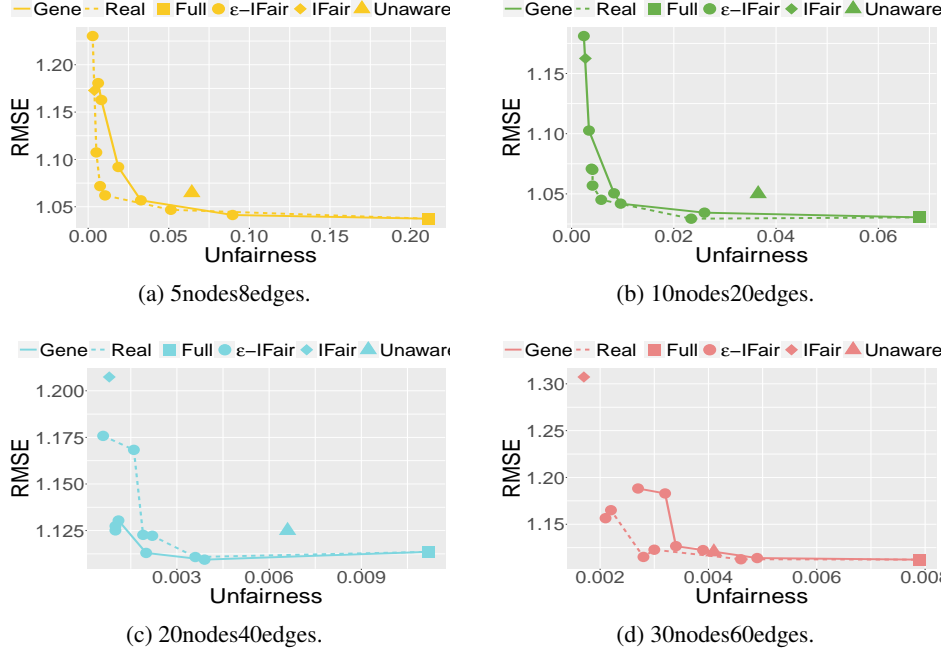 Gene Real Full ε−IFair IFair Unaware
Gene Real Full ε−IFair IFair Unaware
RMSE
1.20
1.15
1.10
1.05
0.00 0.05 0.10 0.15 0.20
Unfairness
RMSE
1.15
1.10
1.05
0.00 0.02 0.04 0.06
Unfairness
(a) 5nodes8edges.
(b) 10nodes20edges.
Gene Real Full ε−IFair IFair Unaware
Gene Real Full ε−IFair IFair Unaware
RMSE
1.200
1.175
1.150
1.125
0.003 0.006 0.009
Unfairness
RMSE
1.30
1.25
1.20
1.15
0.002 0.004 0.006 0.008
Unfairness
(c) 20nodes40edges.
(d) 30nodes60edges.